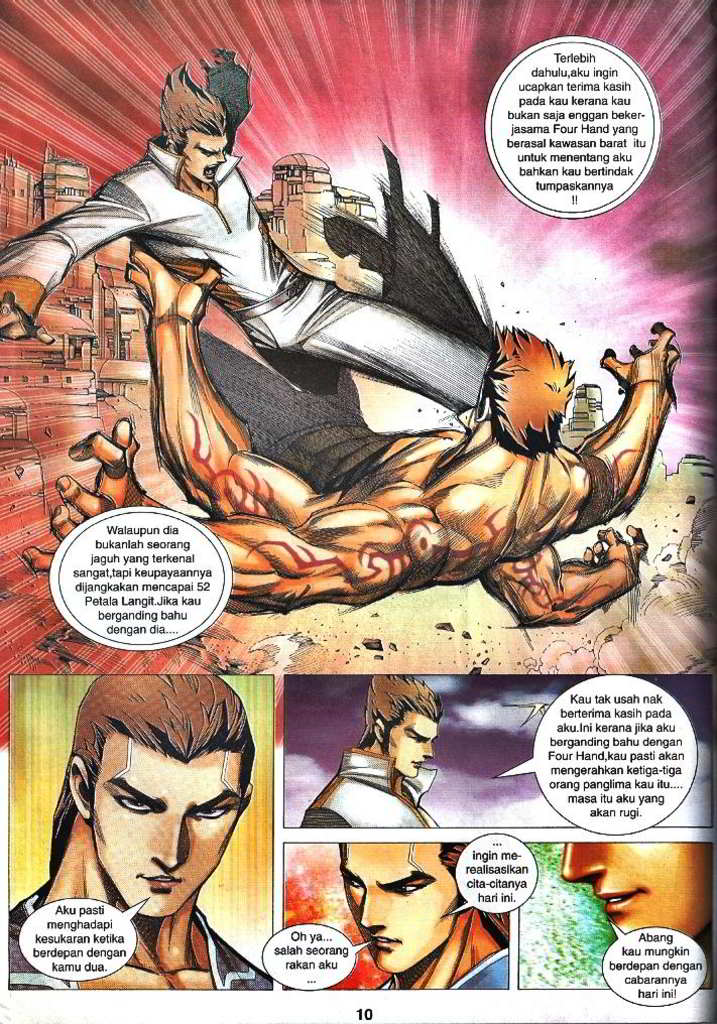 Terlebih
dahulu,aku ingin
ucapkan terima kasih
pada kau kerana kau
bukan saja enggan beker-
jasama Four Hand yang
berasal kawasan barat itu
untuk menentang aku
bahkan kau bertindak
tumpaskannya
!!
Walaupun dia
bukanlah seorang
jaguh yang terkenal
sangat,tapi keupayaannya
dijangkakan mencapai 52
Petala Langit.Jika kau
berganding bahu
dengan dia....
Aku pasti
menghadapi
kesukaran ketika
berdepan dengan
kamu dua.
Kau tak usah nak
berterima kasih pada
aku.Ini kerana jika aku
berganding bahu dengan
Four Hand,kau pasti akan
mengerahkan ketiga-tiga
orang panglima kau....
masa itu aku yang
akan rugi.
Oh ya...
salah seorang
rakan aku
...
...
ingin me-
realisasikan
cita-citanya
hari ini.
Abang
kau mungkin
berdepan dengan
cabarannya
hari ini!
10